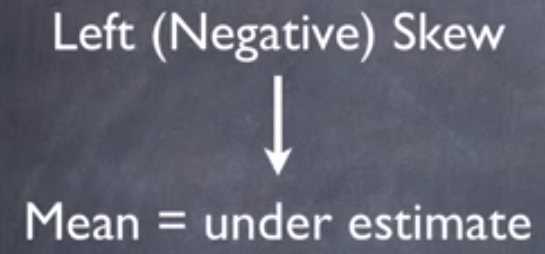 Left (Negative) Skew
Mean = under estimate